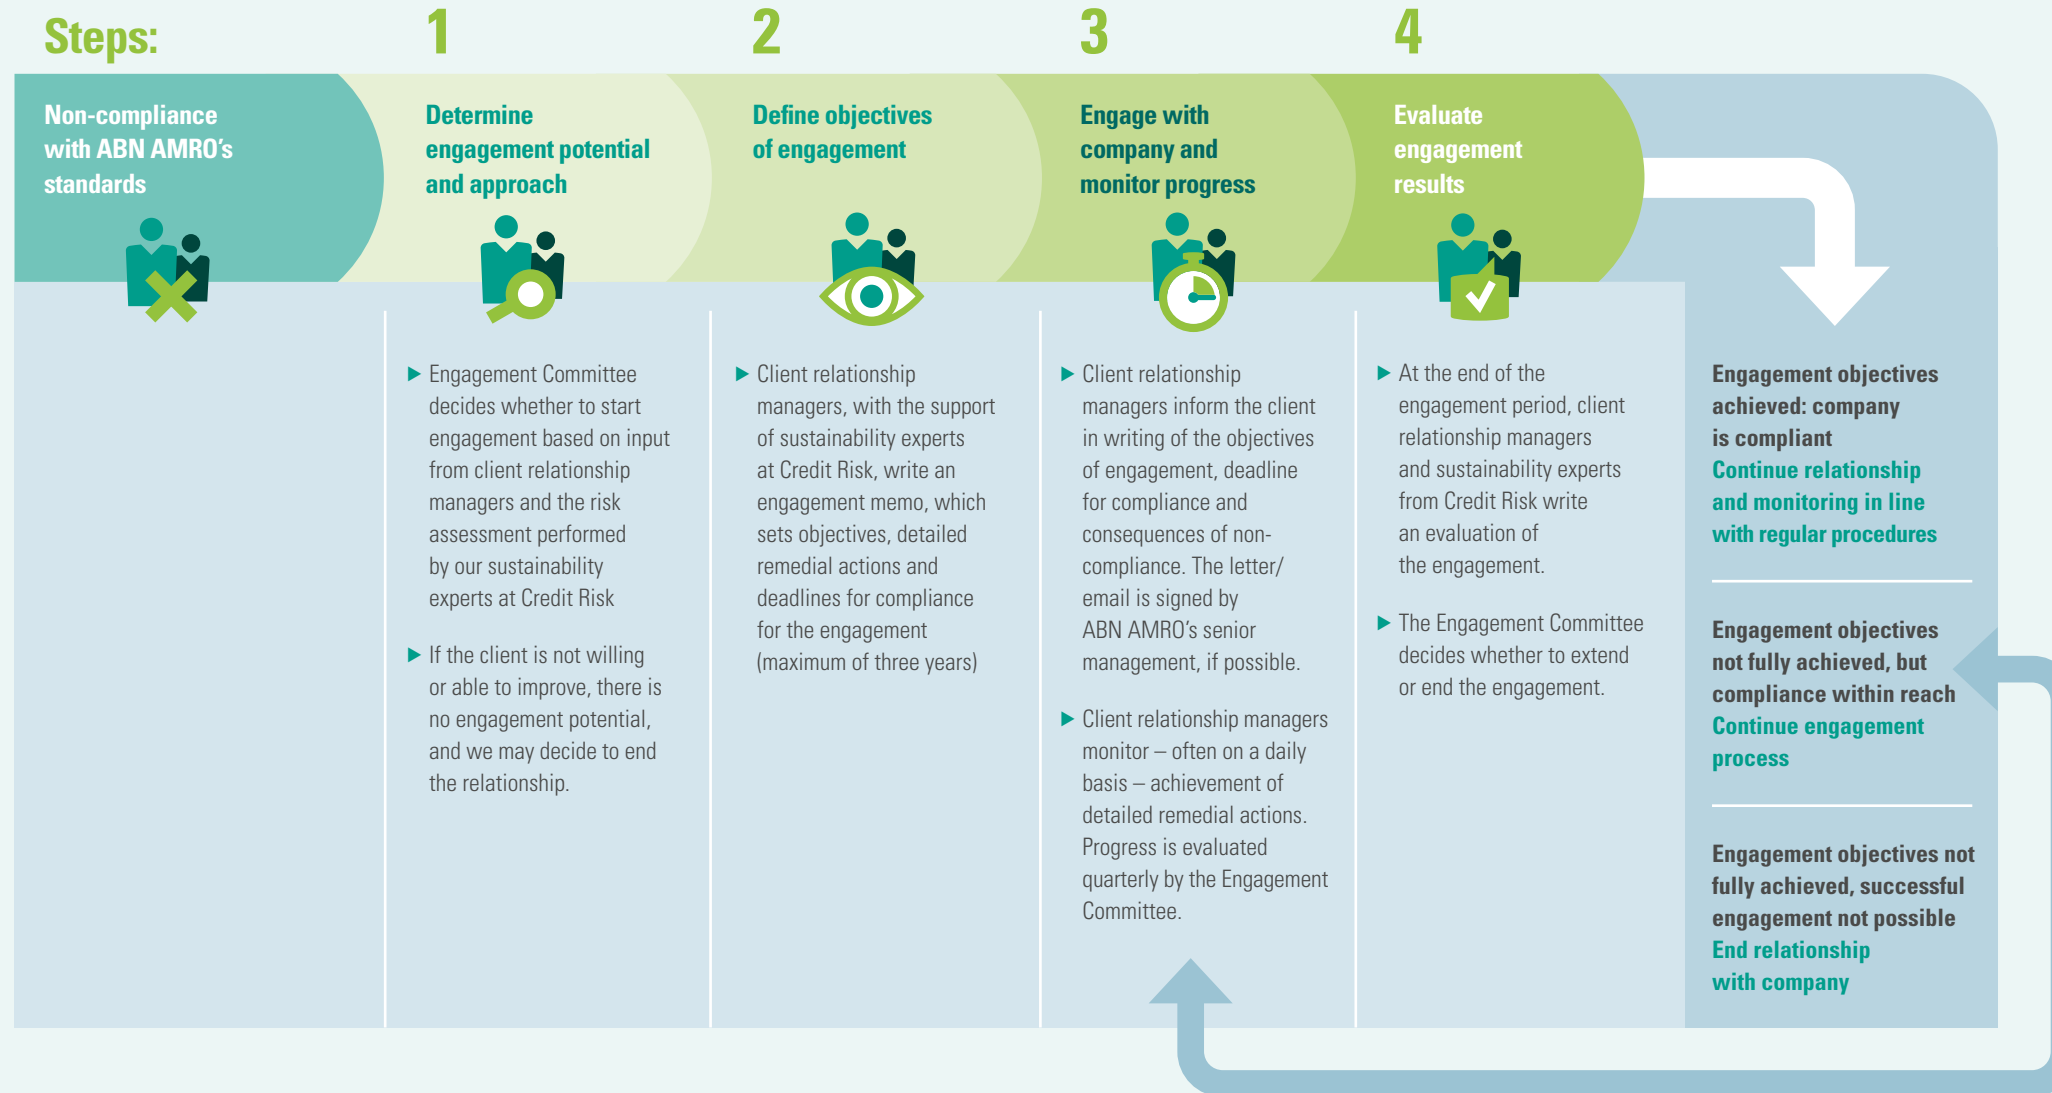 Steps:
1
2
3
4
Non-compliance
with ABN AMRO's
standards
Determine
engagement potential
and approach
Define objectives
of engagement
Engage with
company and
monitor progress
Evaluate
engagement
results
▶ Engagement Committee
decides whether to start
engagement based on input
from client relationship
managers and the risk
assessment performed
by our sustainability
experts at Credit Risk
▶ If the client is not willing
or able to improve, there is
no engagement potential,
and we may decide to end
the relationship.
▶ Client relationship
managers, with the support
of sustainability experts
at Credit Risk, write an
engagement memo, which
sets objectives, detailed
remedial actions and
deadlines for compliance
for the engagement
(maximum of three years)
▶ Client relationship
managers inform the client
in writing of the objectives
of engagement, deadline
for compliance and
consequences of non-
compliance. The letter/
email is signed by
ABN AMRO's senior
management, if possible.
▶ Client relationship managers
monitor – often on a daily
basis – achievement of
detailed remedial actions.
Progress is evaluated
quarterly by the Engagement
Committee.
▶ At the end of the
engagement period, client
relationship managers
and sustainability experts
from Credit Risk write
an evaluation of
the engagement.
▶ The Engagement Committee
decides whether to extend
or end the engagement.
Engagement objectives
achieved: company
is compliant
Continue relationship
and monitoring in line
with regular procedures
Engagement objectives
not fully achieved, but
compliance within reach
Continue engagement
process
Engagement objectives not
fully achieved, successful
engagement not possible
End relationship
with company